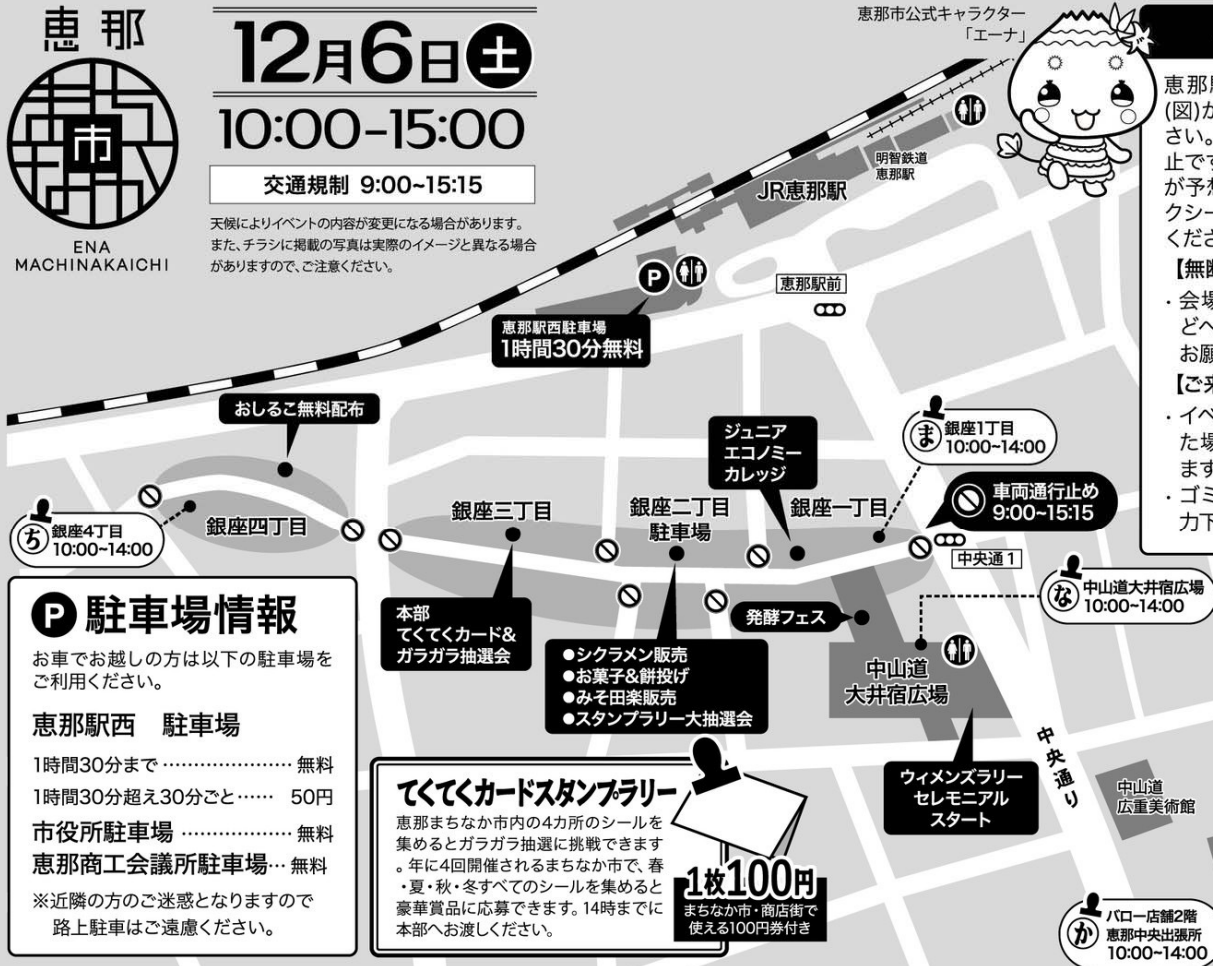 恵那
市
ENA
MACHINAKAICHI
12月6日土
10:00-15:00
交通規制 9:00~15:15
天候によりイベントの内容が変更になる場合があります。
また、チラシに掲載の写真は実際のイメージと異なる場合
がありますので、ご注意ください。
恵那市公式キャラクター
「エーナ」
恵那駅
(図)か
さい。
止です
が予想
クシー
くださ
【無断
・会場
どへ
お願
【ご来
・イベ
た場
ます
・ゴミ
力下
明智鉄道
恵那駅
JR恵那駅
P
恵那駅西駐車場
1時間30分無料
恵那駅前
おしるこ無料配布
ジュニア
エコノミー
カレッジ
ま 銀座1丁目
10:00~14:00
車両通行止め
9:00~15:15
中央通1
ち 銀座4丁目
10:00~14:00
銀座四丁目
銀座三丁目
銀座二丁目
駐車場
銀座一丁目
な 中山道大井宿広場
10:00~14:00
本部
てくてくカード&
ガラガラ抽選会
●シクラメン販売
●お菓子&餅投げ
●みそ田楽販売
●スタンプラリー大抽選会
発酵フェス
中山道
大井宿広場
ウィメンズラリー
セレモニアル
スタート
中央通り
中山道
広重美術館
か バロー店舗2階
恵那中央出張所
10:00~14:00
P 駐車場情報
お車でお越しの方は以下の駐車場を
ご利用ください。
恵那駅西 駐車場
1時間30分まで…………………無料
1時間30分超え30分ごと……50円
市役所駐車場………………無料
恵那商工会議所駐車場…無料
※近隣の方のご迷惑となりますので
路上駐車はご遠慮ください。
てくてくカードスタンプラリー
恵那まちなか市内の4カ所のシールを
集めるとガラガラ抽選に挑戦できます
。年に4回開催されるまちなか市で、春
・夏・秋・冬すべてのシールを集めると
豪華賞品に応募できます。14時までに
本部へお渡しください。
1枚100円
まちなか市・商店街で
使える100円券付き